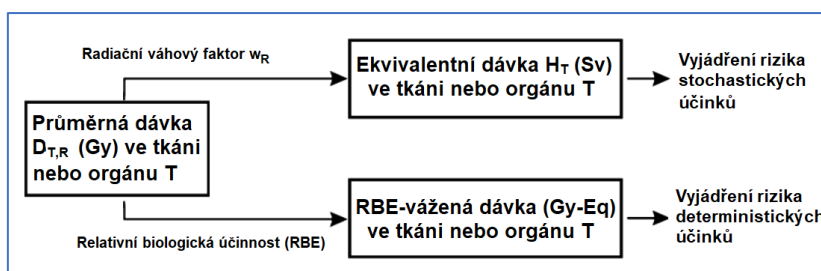 Radiační váhový faktor wR
Ekvivalentní dávka HT (Sv)
ve tkáni nebo orgánu T
Vyjádření rizika
stochastických
účinků
Průměrná dávka
DT,R (Gy) ve tkáni
nebo orgánu T
RBE-vážená dávka (Gy-Eq)
ve tkáni nebo orgánu T
Vyjádření rizika
deterministických
účinků
Relativní biologická účinnost (RBE)